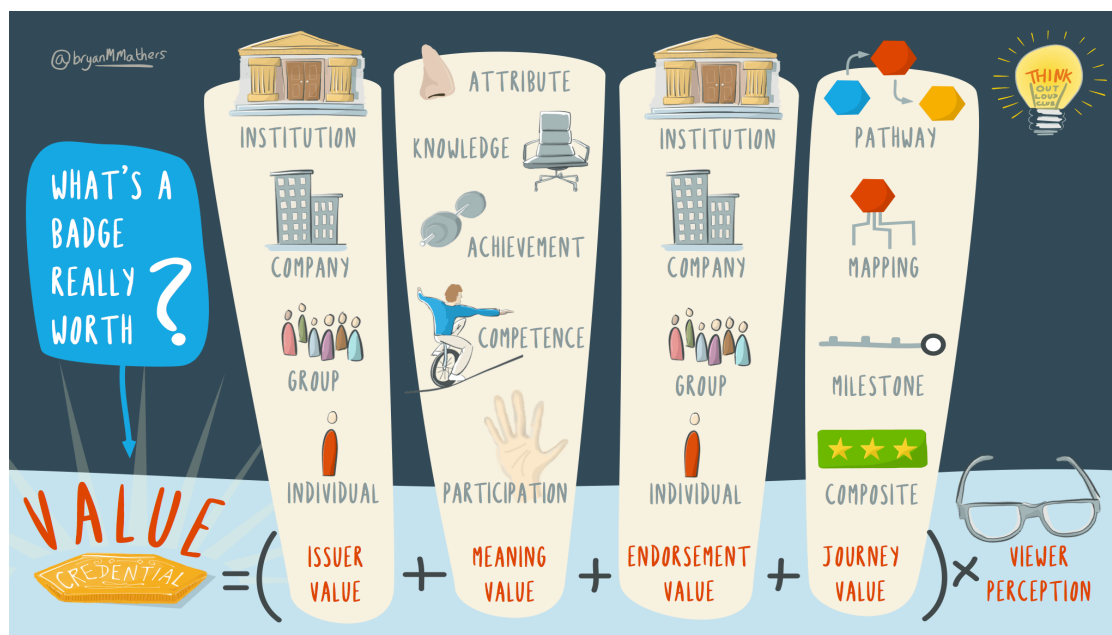 @bryanMMathers
WHAT'S A
BADGE
REALLY
WORTH ?
INSTITUTION
COMPANY
GROUP
INDIVIDUAL
ATTRIBUTE
KNOWLEDGE
ACHIEVEMENT
COMPETENCE
PARTICIPATION
INSTITUTION
COMPANY
GROUP
INDIVIDUAL
PATHWAY
MAPPING
MILESTONE
COMPOSITE
THINK
OUT
LOUD
CLUB
VALUE
CREDENTIAL
= (
ISSUER
VALUE
+
MEANING
VALUE
+
ENDORSEMENT
VALUE
+
JOURNEY
VALUE
) ×
VIEWER
PERCEPTION